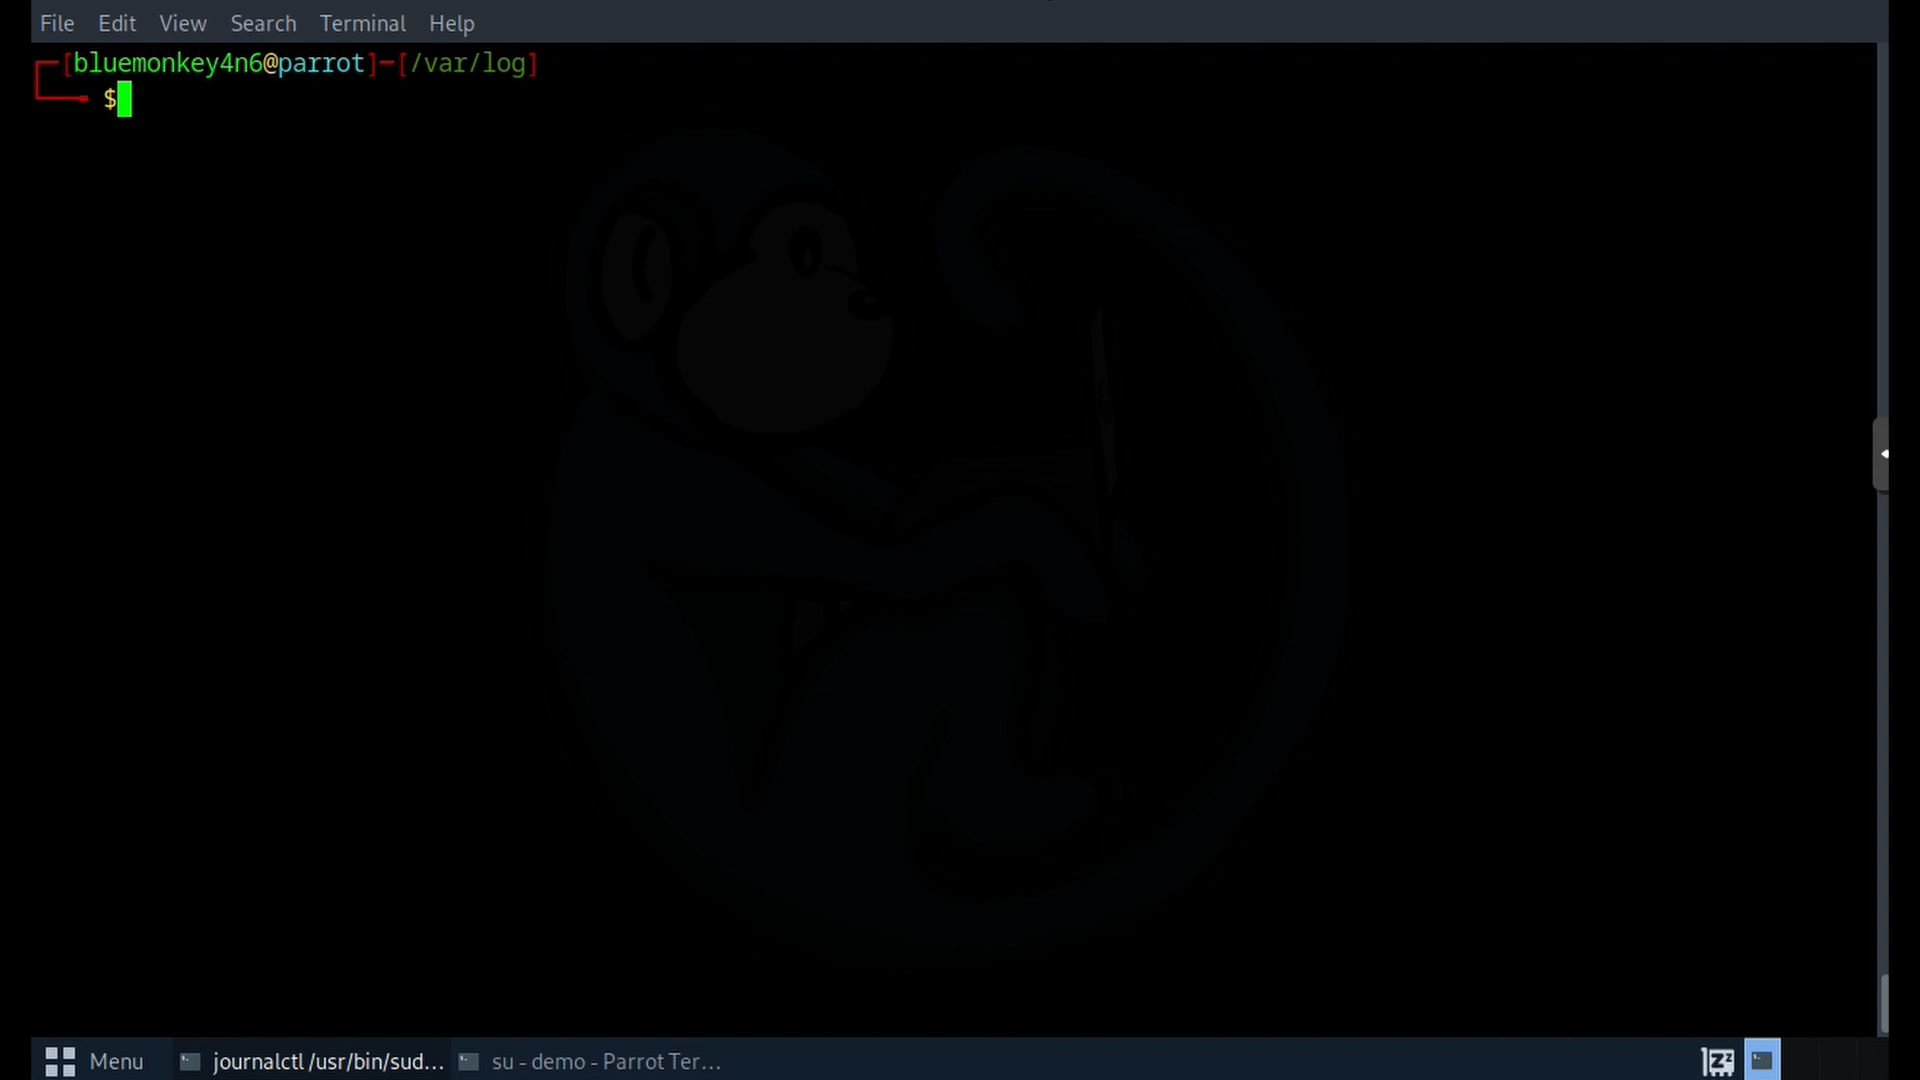 File Edit View Search Terminal Help
┌─[bluemonkey4n6@parrot]─[/var/log]
└──╼ $
Menu journalctl /usr/bin/sud... su - demo - Parrot Ter...